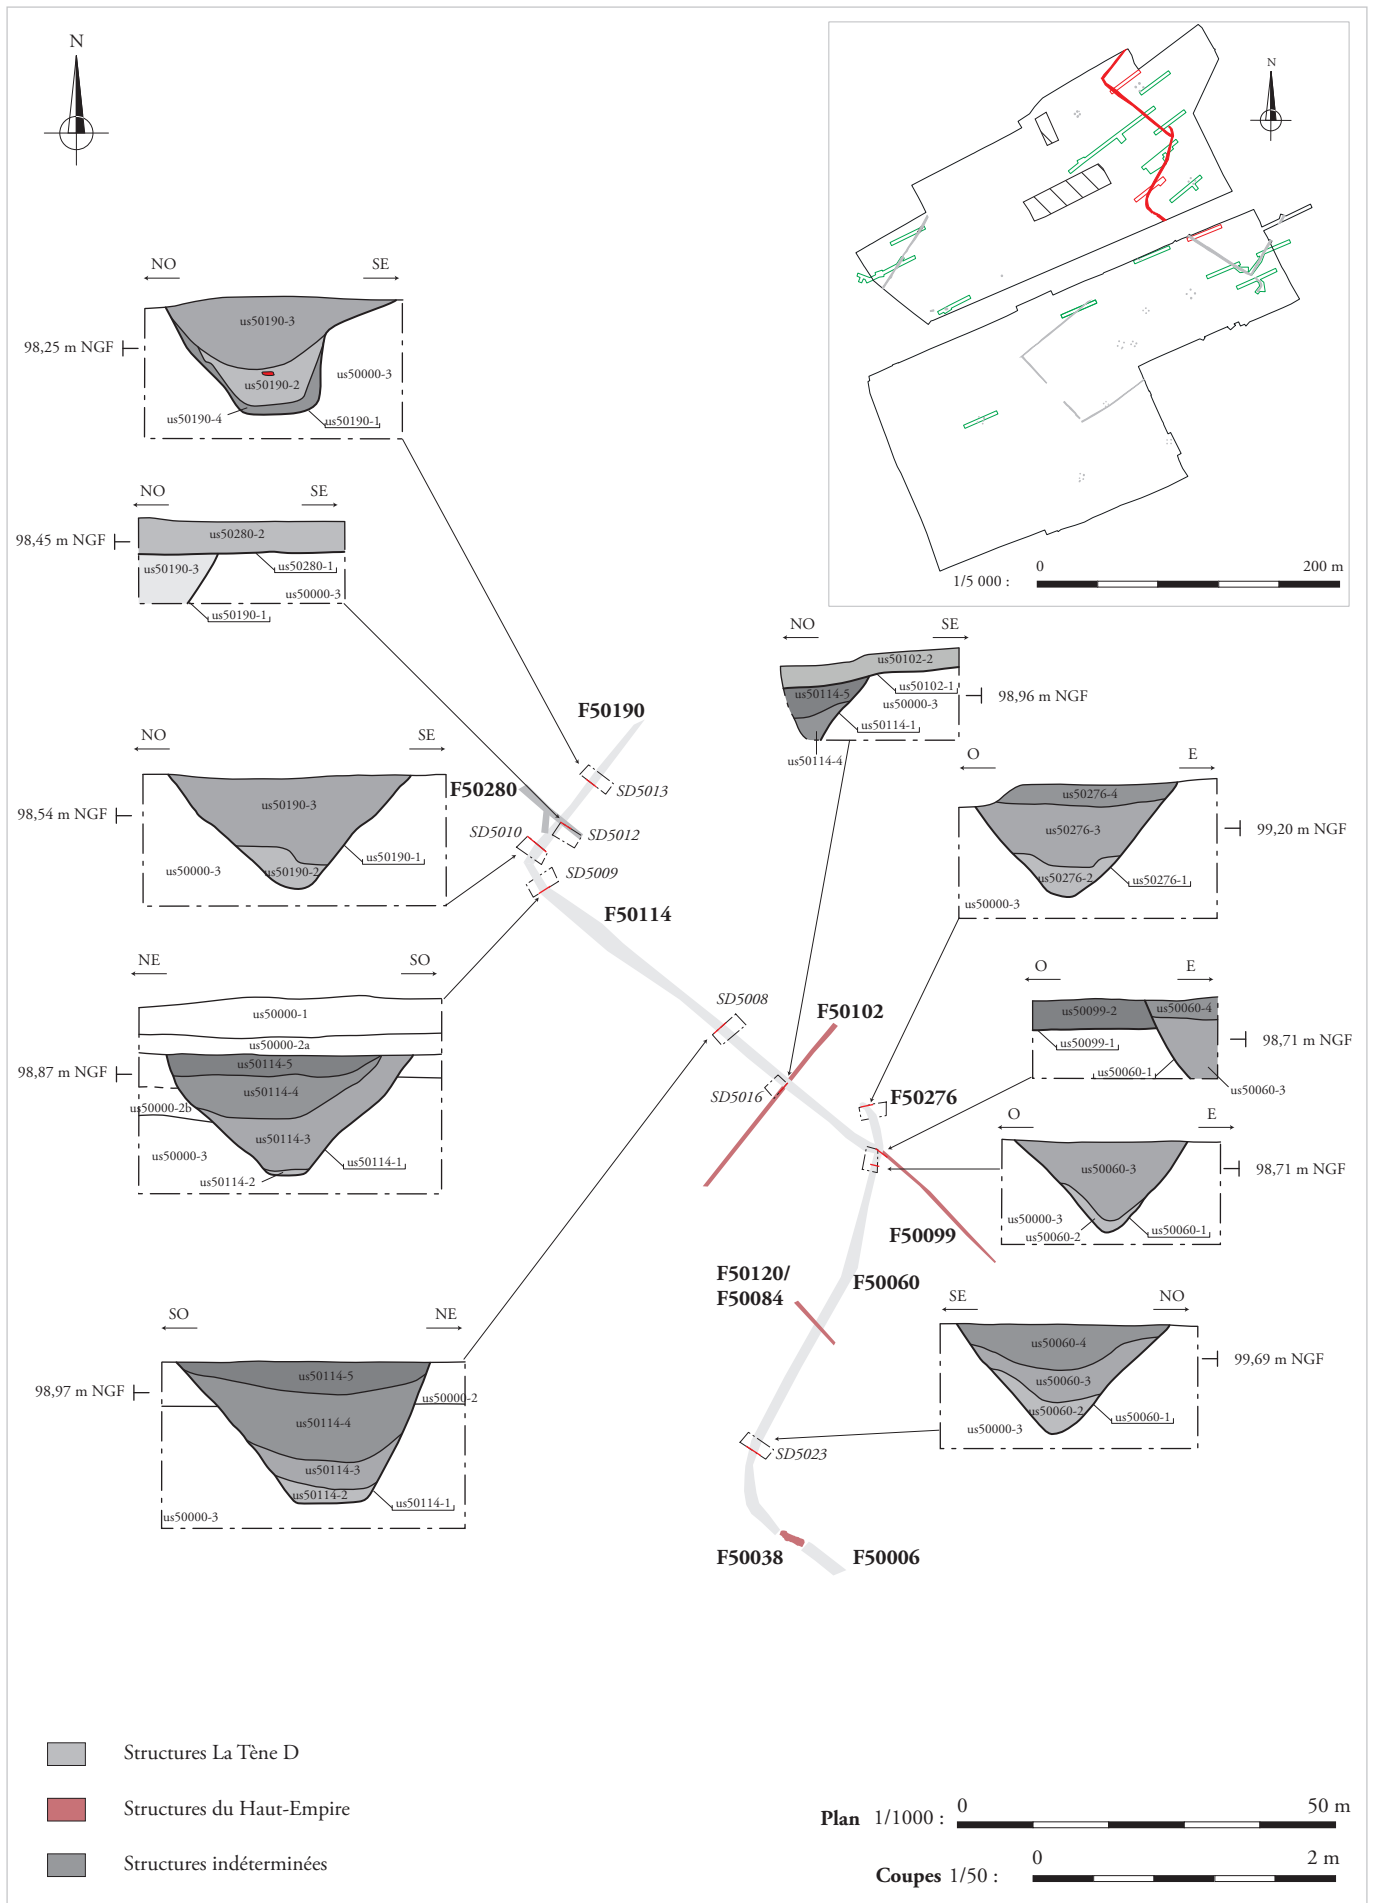 N
N
1/5 000 :
0
200 m
NO
SE
98,25 m NGF
us50190-3
us50190-2
us50000-3
us50190-4
us50190-1
NO
SE
98,45 m NGF
us50280-2
us50190-3
us50280-1
us50000-3
us50190-1
NO
SE
98,96 m NGF
us50102-2
us50102-1
us50114-5
us50000-3
us50114-1
us50114-4
NO
SE
98,54 m NGF
us50190-3
us50190-1
us50000-3
us50190-2
O
E
99,20 m NGF
us50276-4
us50276-3
us50276-2
us50276-1
us50000-3
F50190
SD5013
F50280
SD5010
SD5012
SD5009
F50114
NE
SO
98,87 m NGF
us50000-1
us50000-2a
us50114-5
us50114-4
us50000-2b
us50114-3
us50000-3
us50114-1
us50114-2
O
E
98,71 m NGF
us50099-2
us50060-4
us50099-1
us50060-1
us50060-3
SD5008
F50102
SD5016
F50276
O
E
98,71 m NGF
us50060-3
us50000-3
us50060-2
us50060-1
F50099
F50120/
F50084
F50060
SE
NO
99,69 m NGF
us50060-4
us50060-3
us50060-2
us50060-1
us50000-3
SO
NE
98,97 m NGF
us50114-5
us50000-2
us50114-4
us50114-3
us50114-2
us50114-1
us50000-3
SD5023
F50038
F50006
Structures La Tène D
Structures du Haut-Empire
Structures indéterminées
Plan 1/1000 :
0
50 m
Coupes 1/50 :
0
2 m